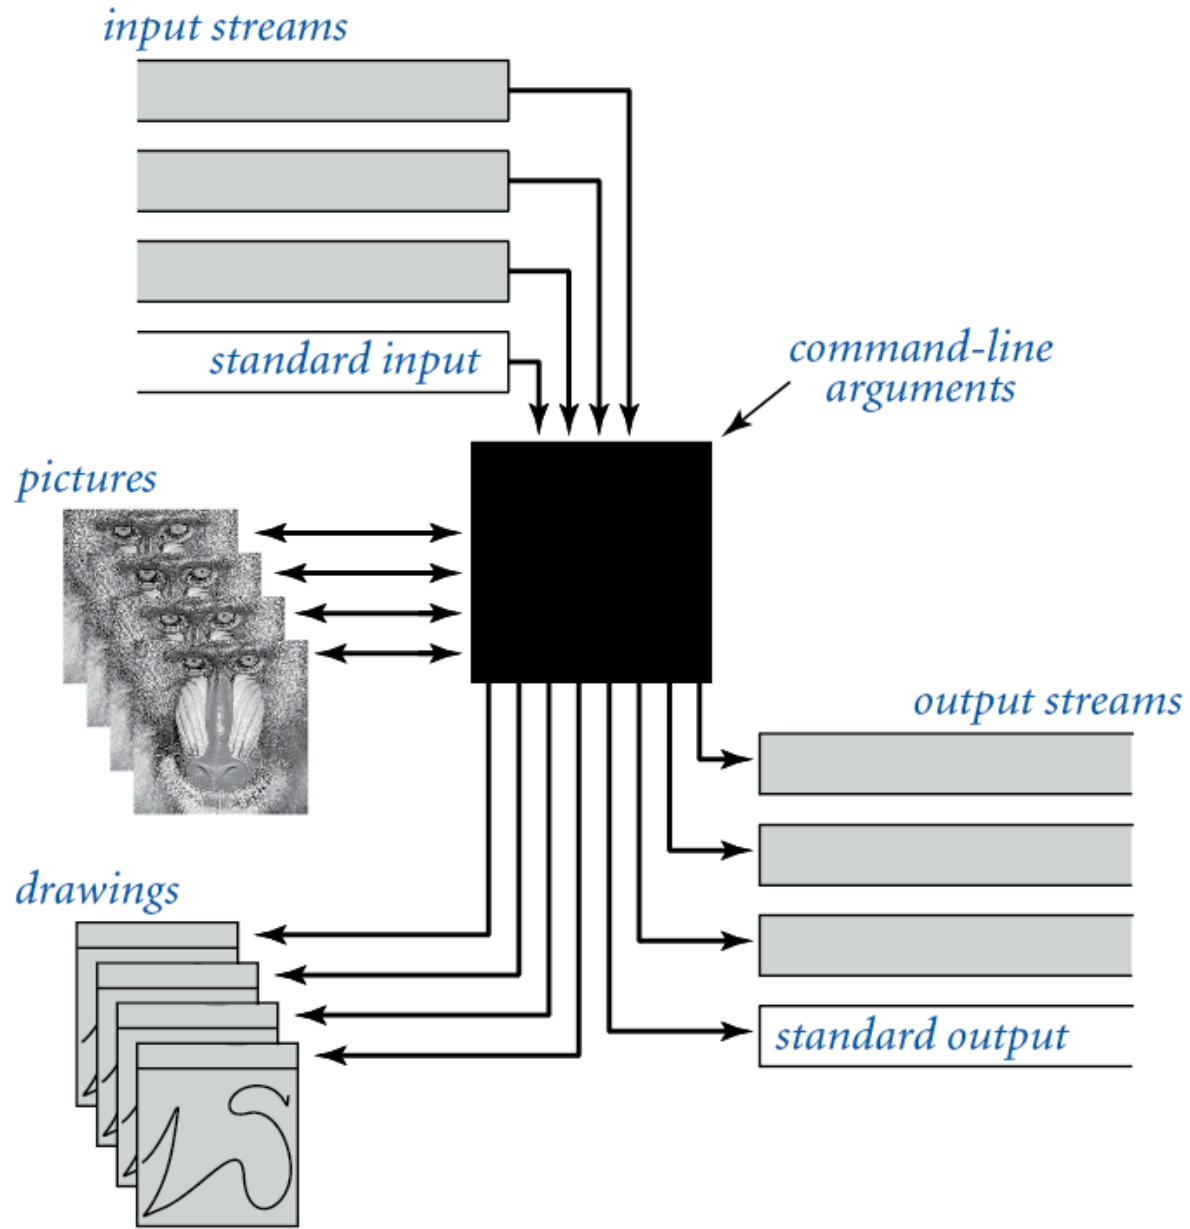 input streams
standard input
command-line
arguments
pictures
output streams
drawings
standard output